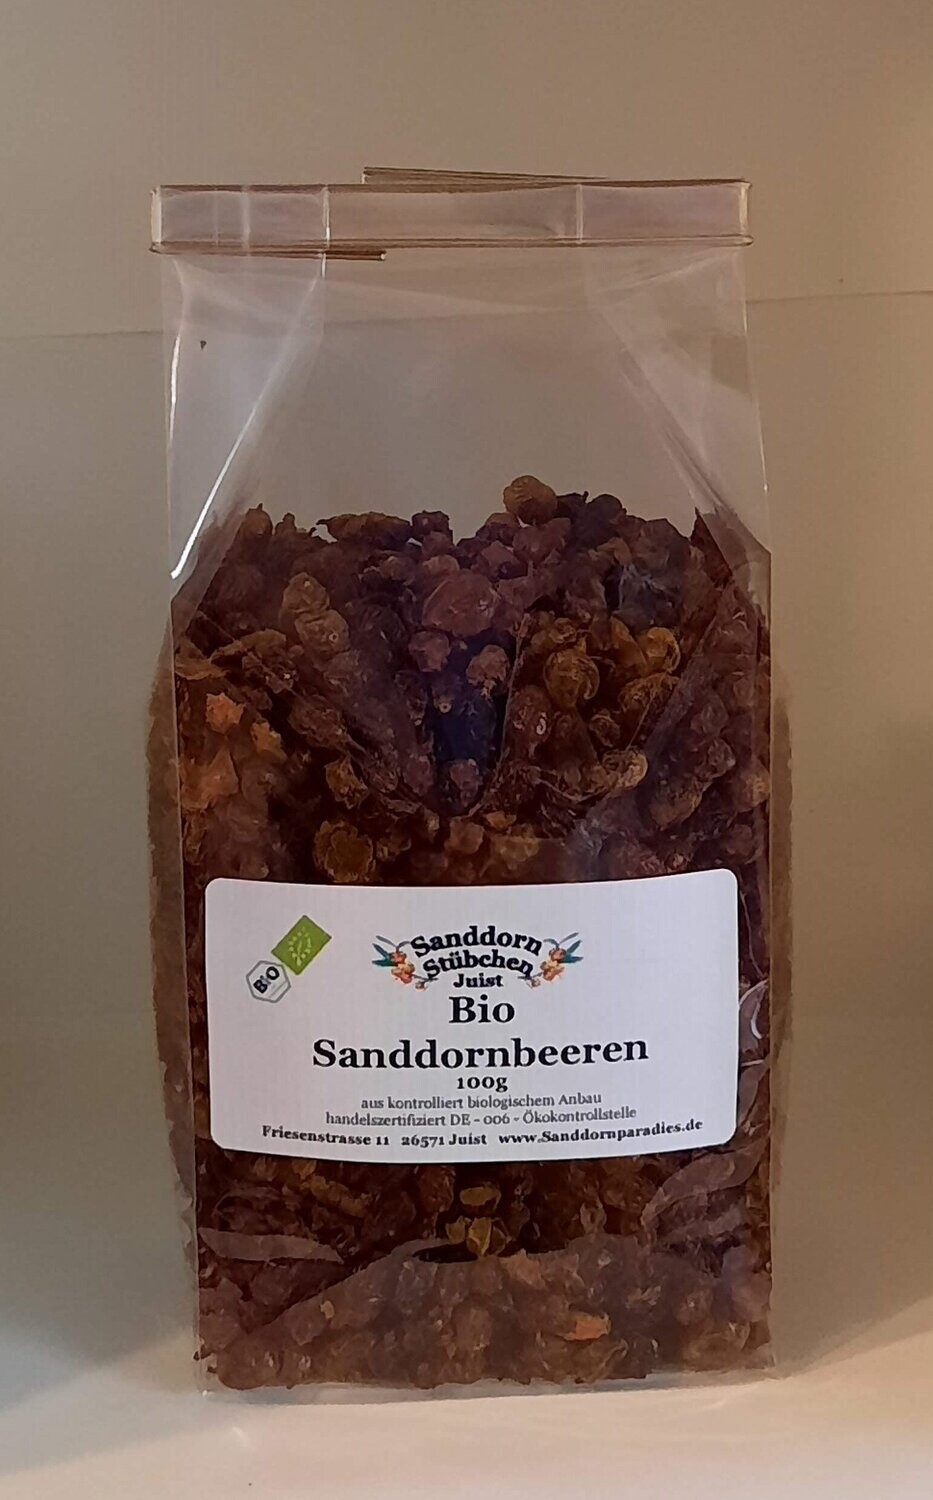 BiO
Sanddorn
Stübchen
Juist
Bio
Sanddornbeeren
100g
aus kontrolliert biologischem Anbau
handelszertifiziert DE - 006 - Ökokontrollstelle
Friesenstrasse 11 26571 Juist www.Sanddornparadies.de